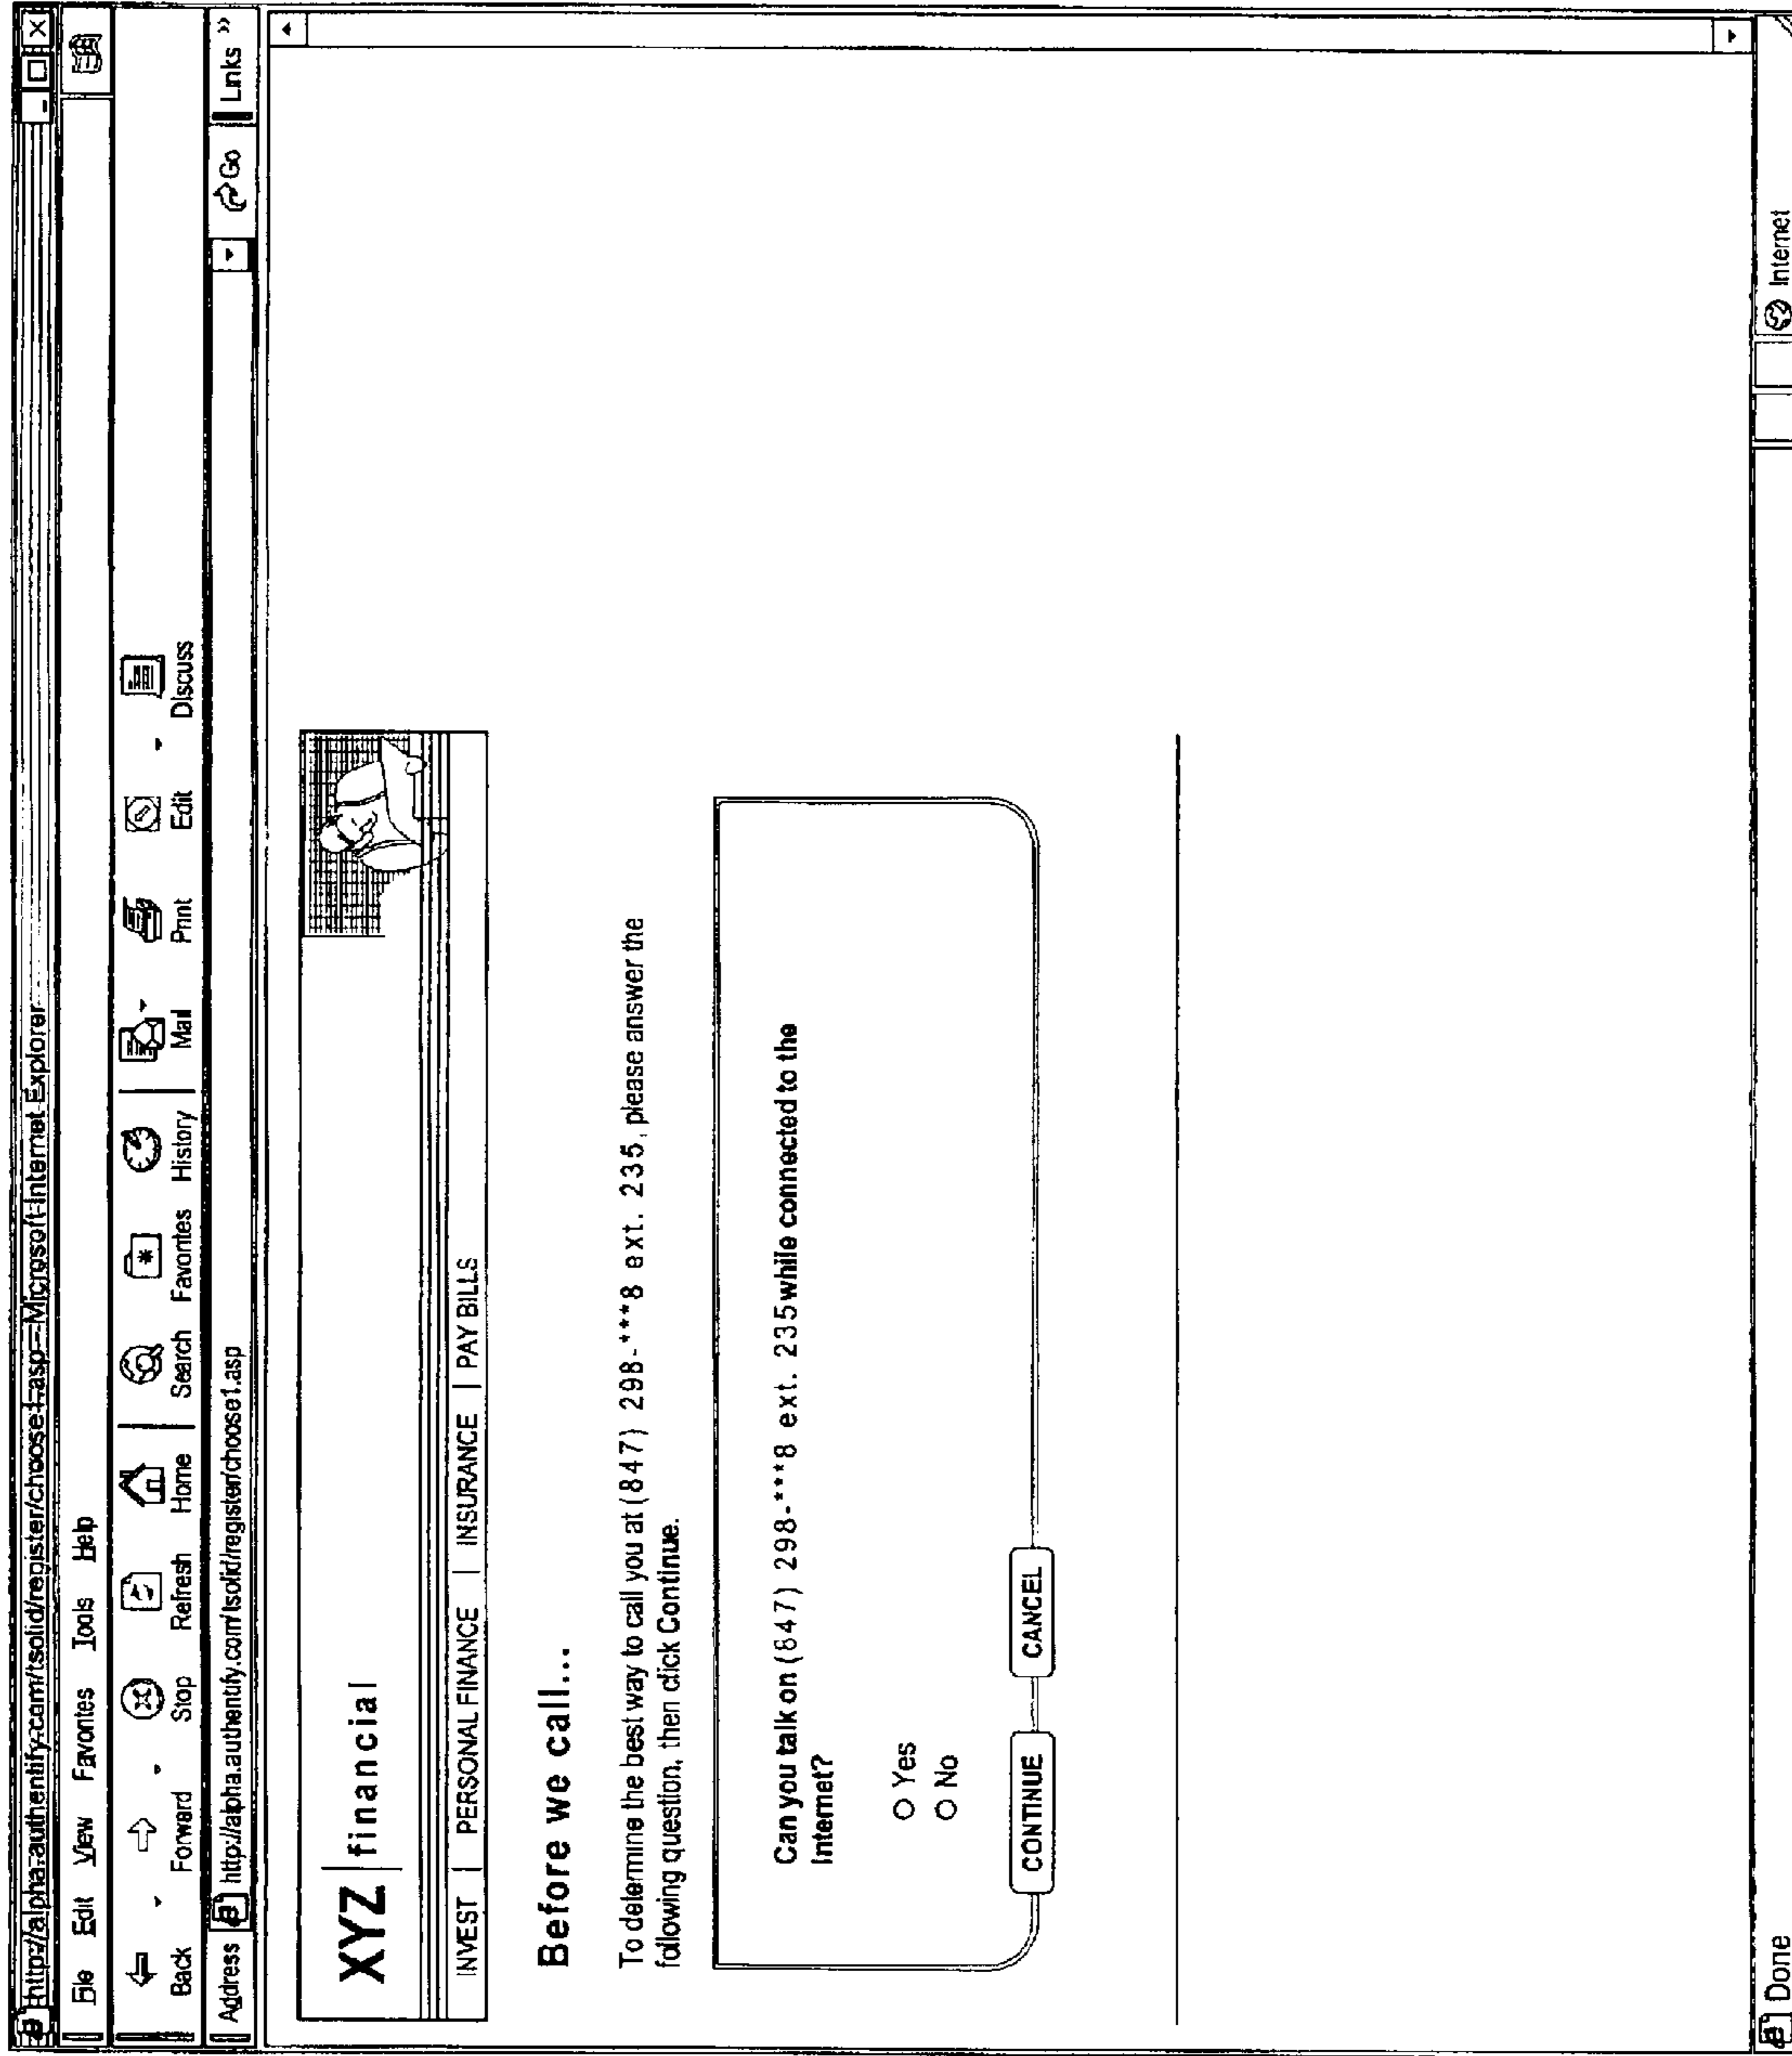 http://alpha.authentify.com/tsolid/register/choose1.asp - Microsoft Internet Explorer
File Edit View Favorites Tools Help
Back Forward Stop Refresh Home Search Favorites History Mail Print Edit Discuss
Address http://alpha.authentify.com/tsolid/register/choose1.asp Go Links »
XYZ financial
INVEST | PERSONAL FINANCE | INSURANCE | PAY BILLS
Before we call...
To determine the best way to call you at (847) 298-***8 ext. 235, please answer the
following question, then click Continue.
Can you talk on (847) 298-***8 ext. 235 while connected to the
Internet?
Yes
No
CONTINUE CANCEL
Done Internet